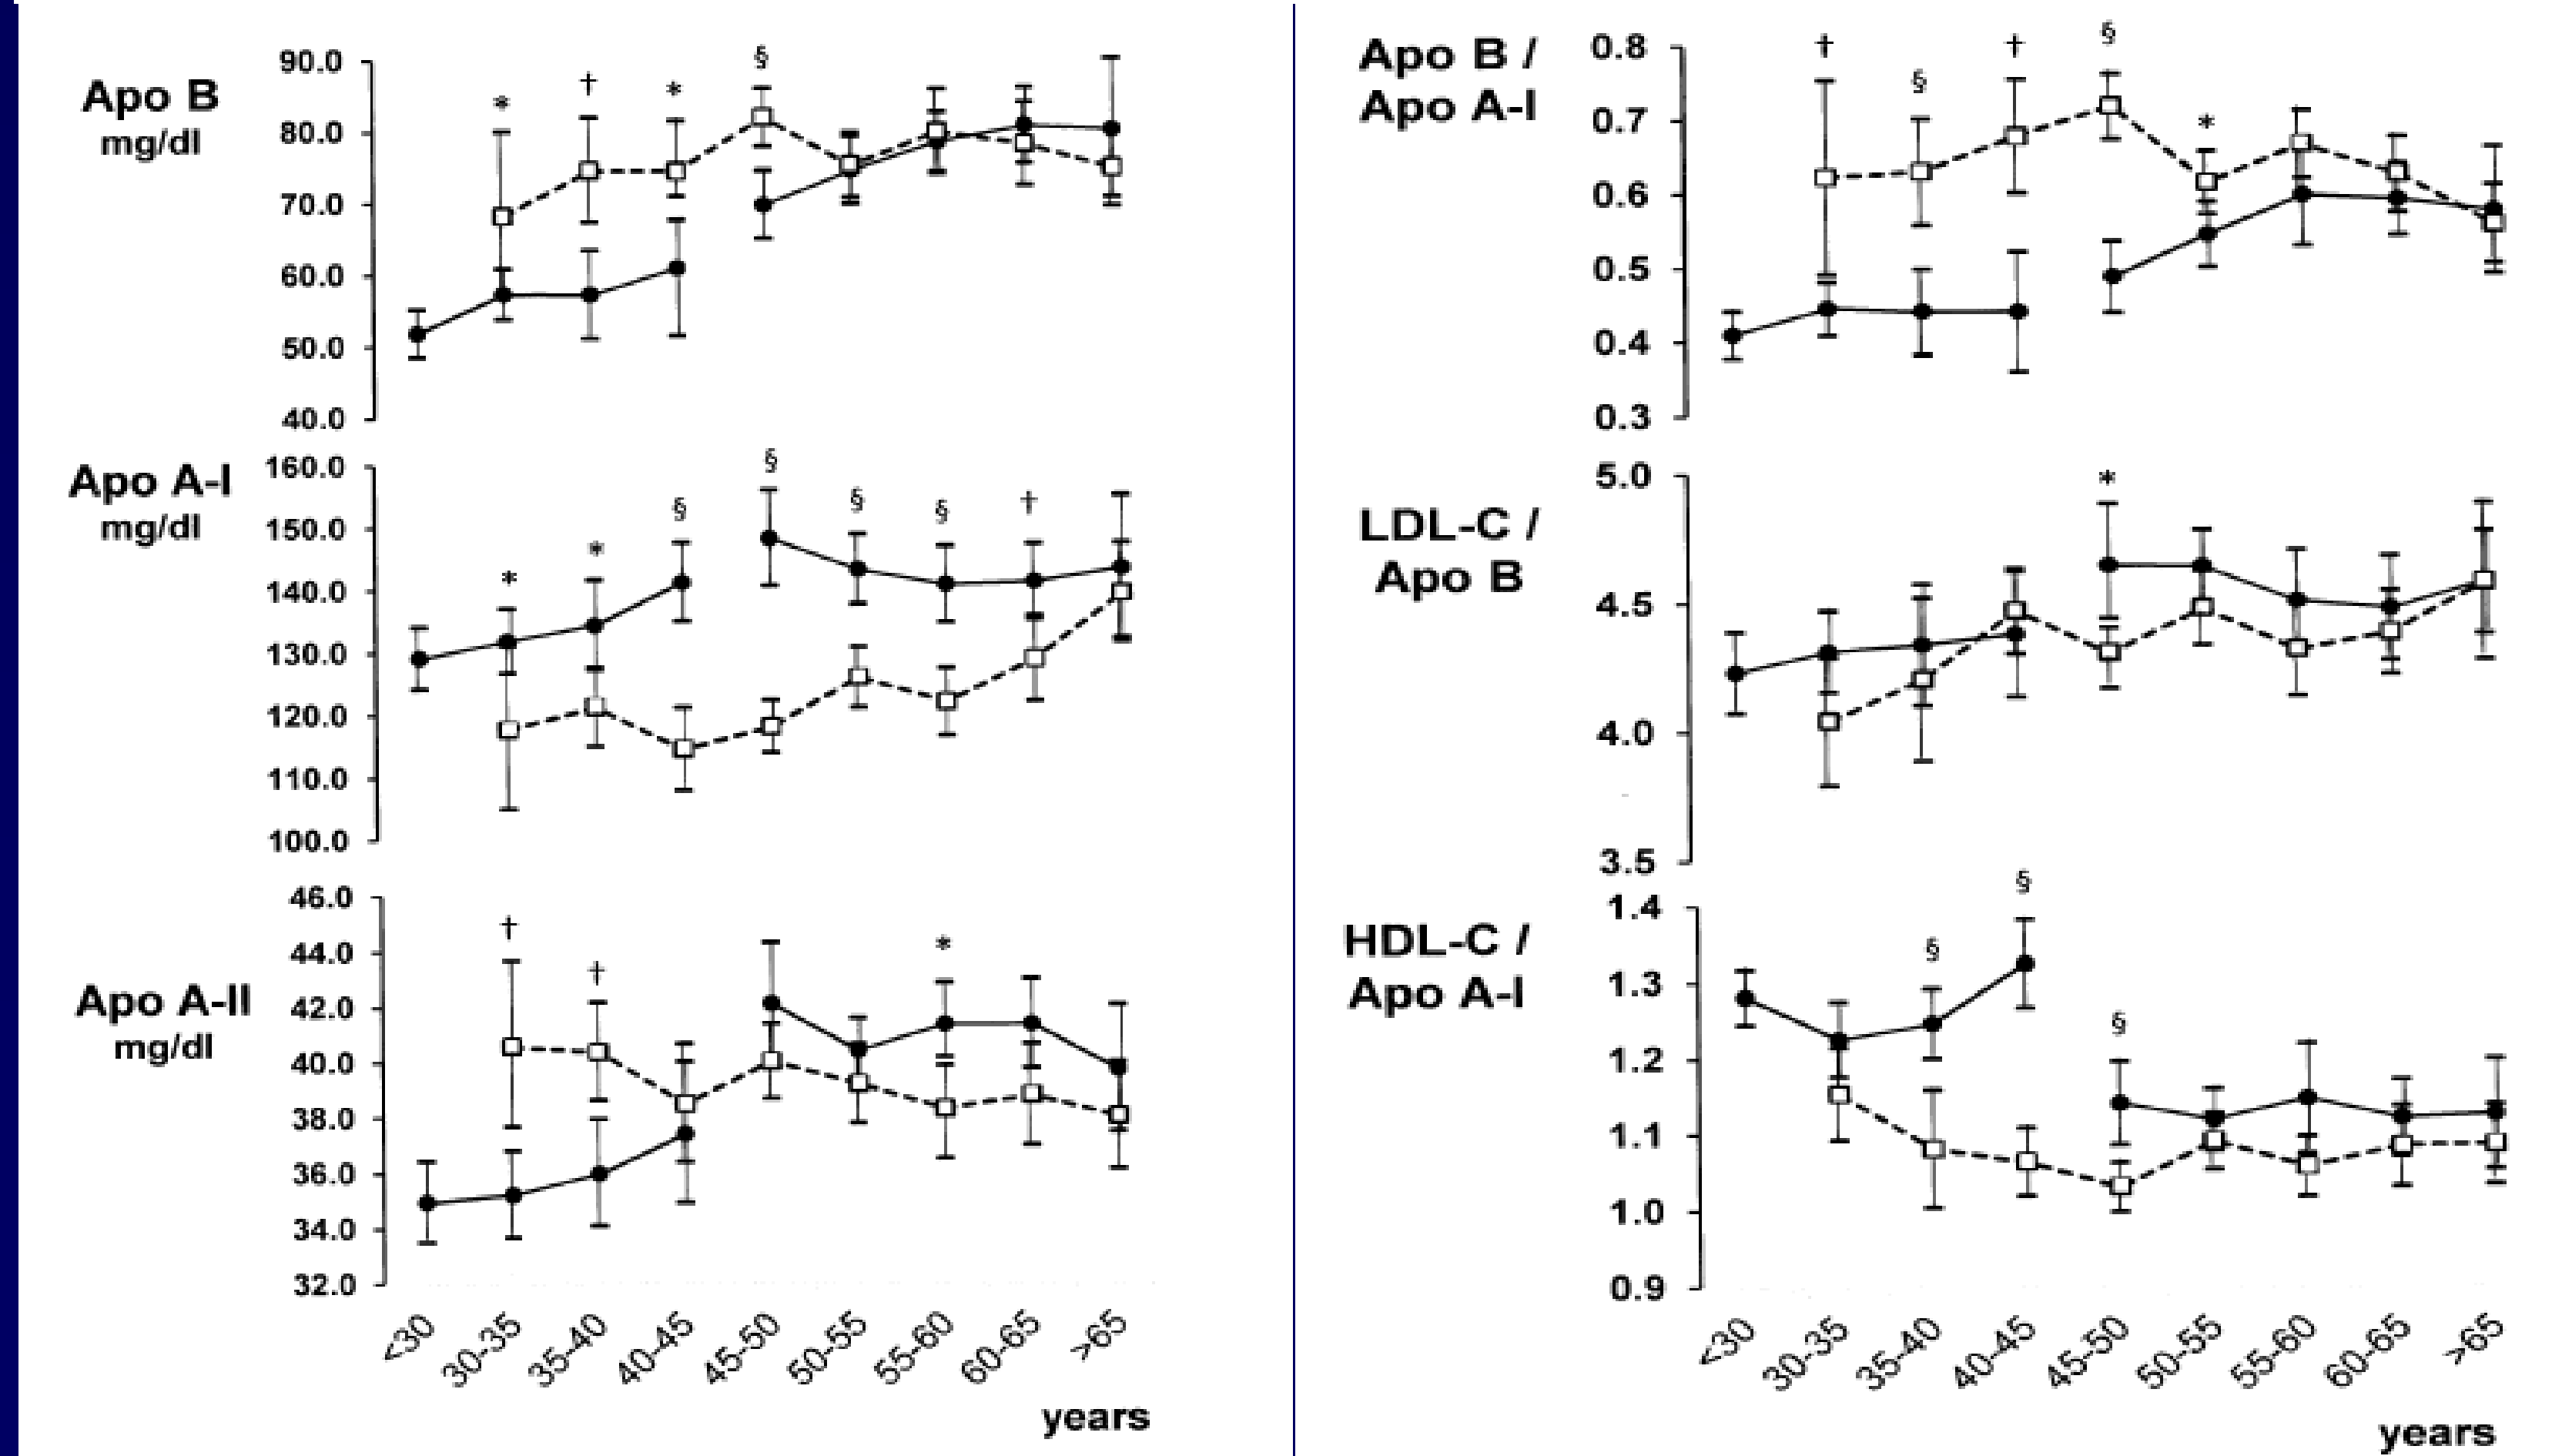 Apo B
mg/dl
90.0
80.0
70.0
60.0
50.0
40.0
* † * §
Apo A-I
mg/dl
160.0
150.0
140.0
130.0
120.0
110.0
100.0
* * § § § § †
Apo A-II
mg/dl
46.0
44.0
42.0
40.0
38.0
36.0
34.0
32.0
† † *
<30 30-35 35-40 40-45 45-50 50-55 55-60 60-65 >65
years
Apo B /
Apo A-I
0.8
0.7
0.6
0.5
0.4
0.3
† § † § *
LDL-C /
Apo B
5.0
4.5
4.0
3.5
*
HDL-C /
Apo A-I
1.4
1.3
1.2
1.1
1.0
0.9
§ § §
<30 30-35 35-40 40-45 45-50 50-55 55-60 60-65 >65
years